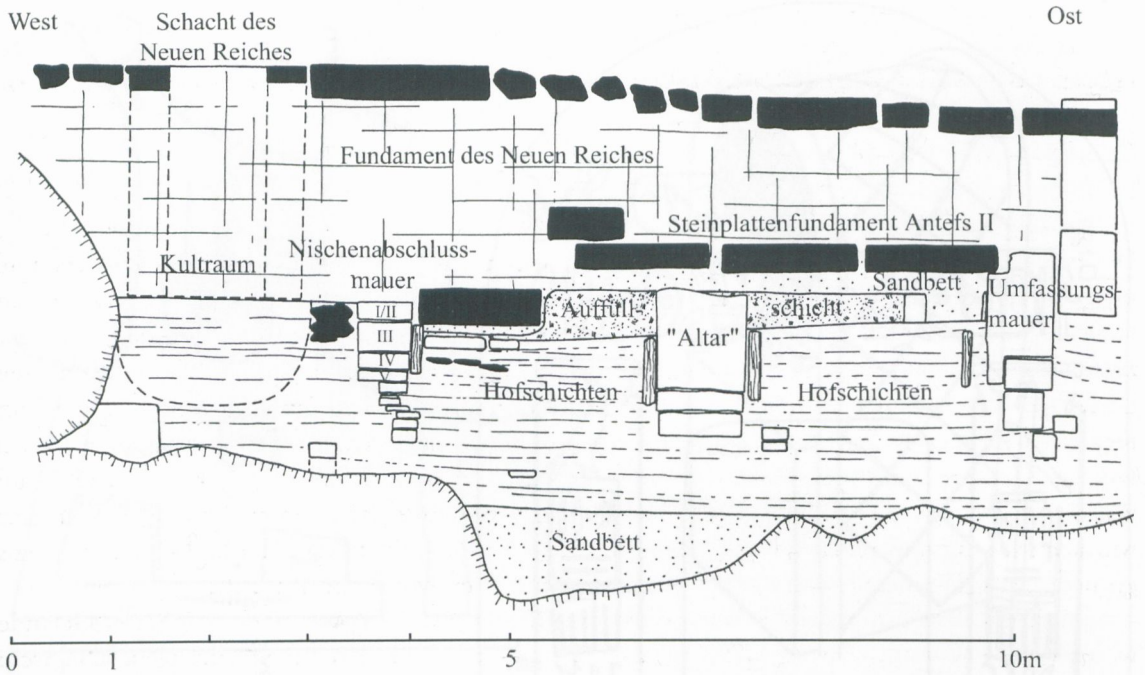 West
Schacht des
Neuen Reiches
Ost
Fundament des Neuen Reiches
Steinplattenfundament Antefs II
Nischenabschluss-
mauer
Kultraum
Sandbett
Umfassungs-
mauer
I/II
III
IV
V
Auffüll-
schicht
"Altar"
Hofschichten
Hofschichten
Sandbett
0 1 5 10m